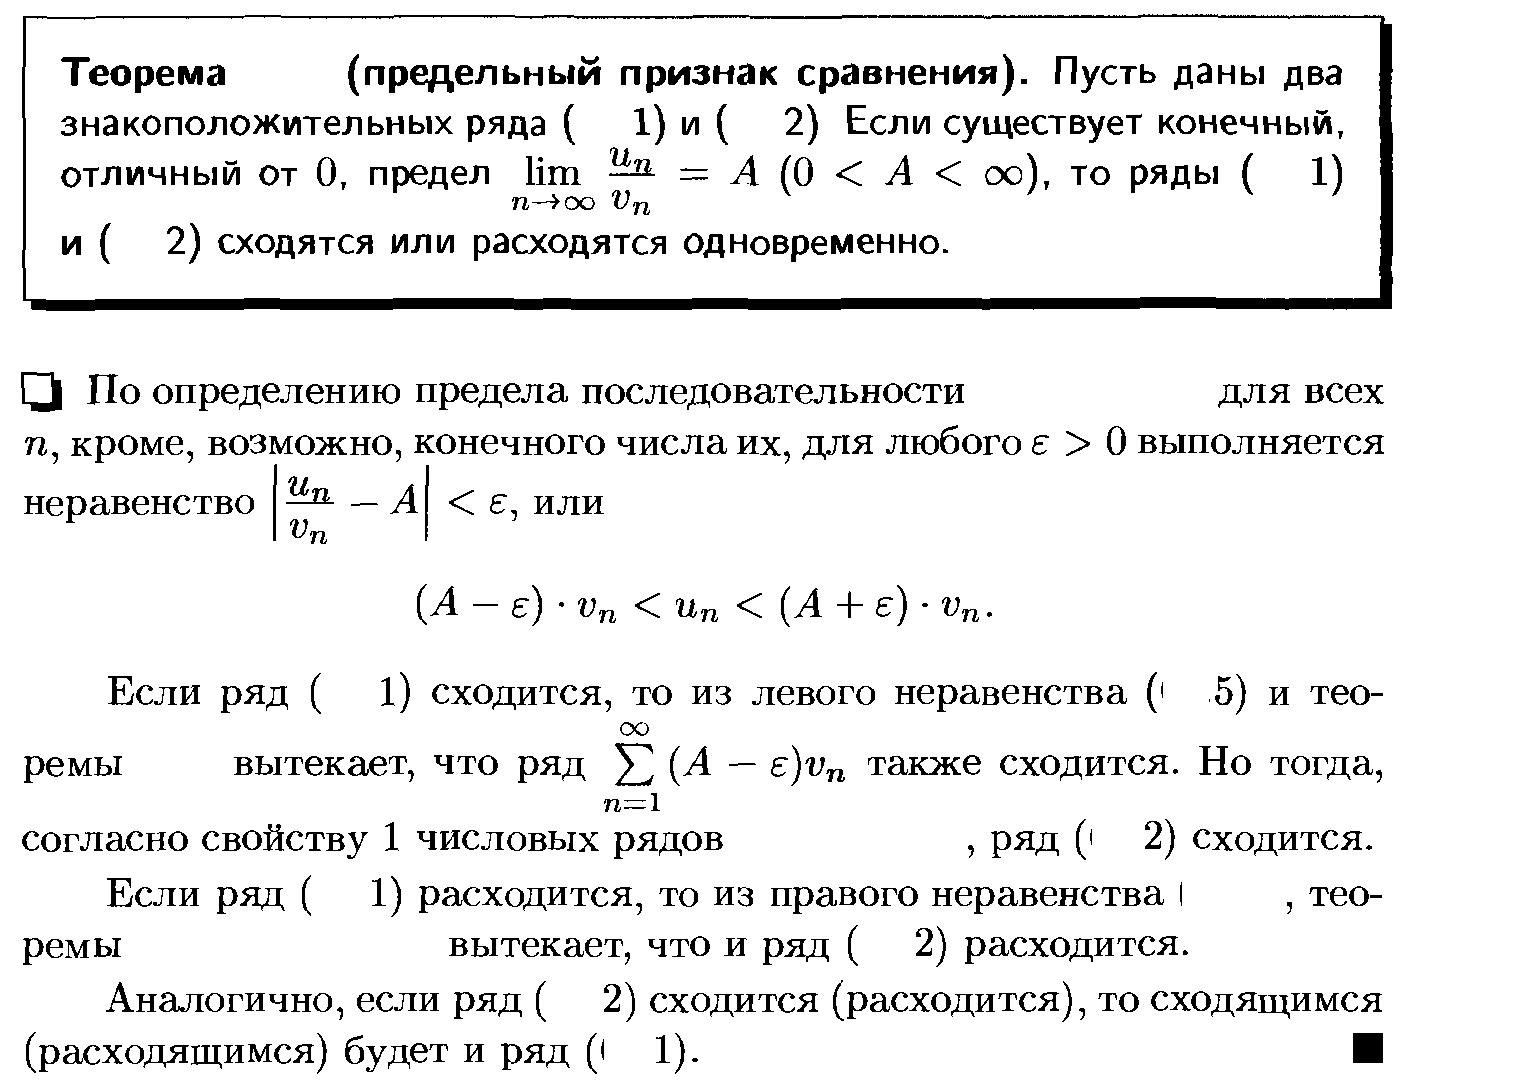 Теорема (предельный признак сравнения). Пусть даны два
знакоположительных ряда ( 1) и ( 2) Если существует конечный,
отличный от 0, предел lim_{n→∞} u_n/v_n = A (0 < A < ∞), то ряды ( 1)
и ( 2) сходятся или расходятся одновременно.
❏ По определению предела последовательности для всех
n, кроме, возможно, конечного числа их, для любого ε > 0 выполняется
неравенство |u_n/v_n − A| < ε, или
(A − ε) · v_n < u_n < (A + ε) · v_n.
Если ряд ( 1) сходится, то из левого неравенства ( .5) и тео-
ремы вытекает, что ряд ∑_{n=1}^{∞} (A − ε)v_n также сходится. Но тогда,
согласно свойству 1 числовых рядов , ряд ( 2) сходится.
Если ряд ( 1) расходится, то из правого неравенства , тео-
ремы вытекает, что и ряд ( 2) расходится.
Аналогично, если ряд ( 2) сходится (расходится), то сходящимся
(расходящимся) будет и ряд ( 1). ■